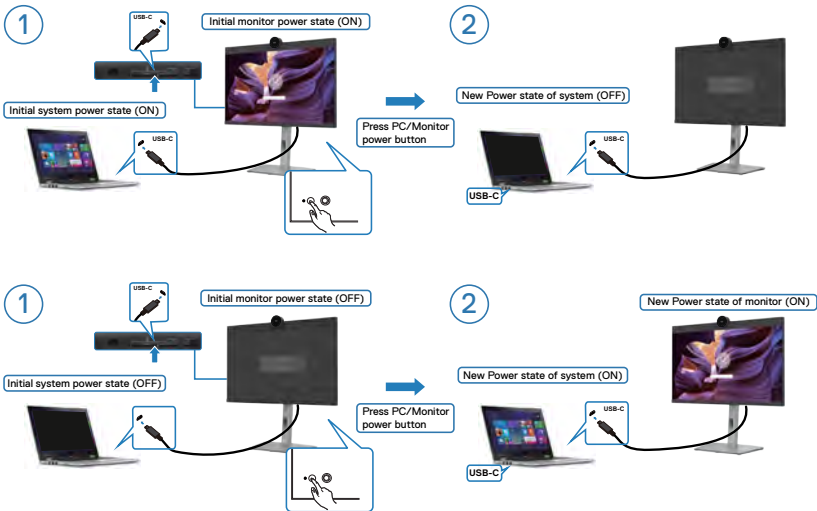 1
USB-C
Initial monitor power state (ON)
Initial system power state (ON)
USB-C
Press PC/Monitor
power button
2
New Power state of system (OFF)
USB-C
USB-C
1
USB-C
Initial monitor power state (OFF)
Initial system power state (OFF)
USB-C
Press PC/Monitor
power button
2
New Power state of monitor (ON)
New Power state of system (ON)
USB-C
USB-C